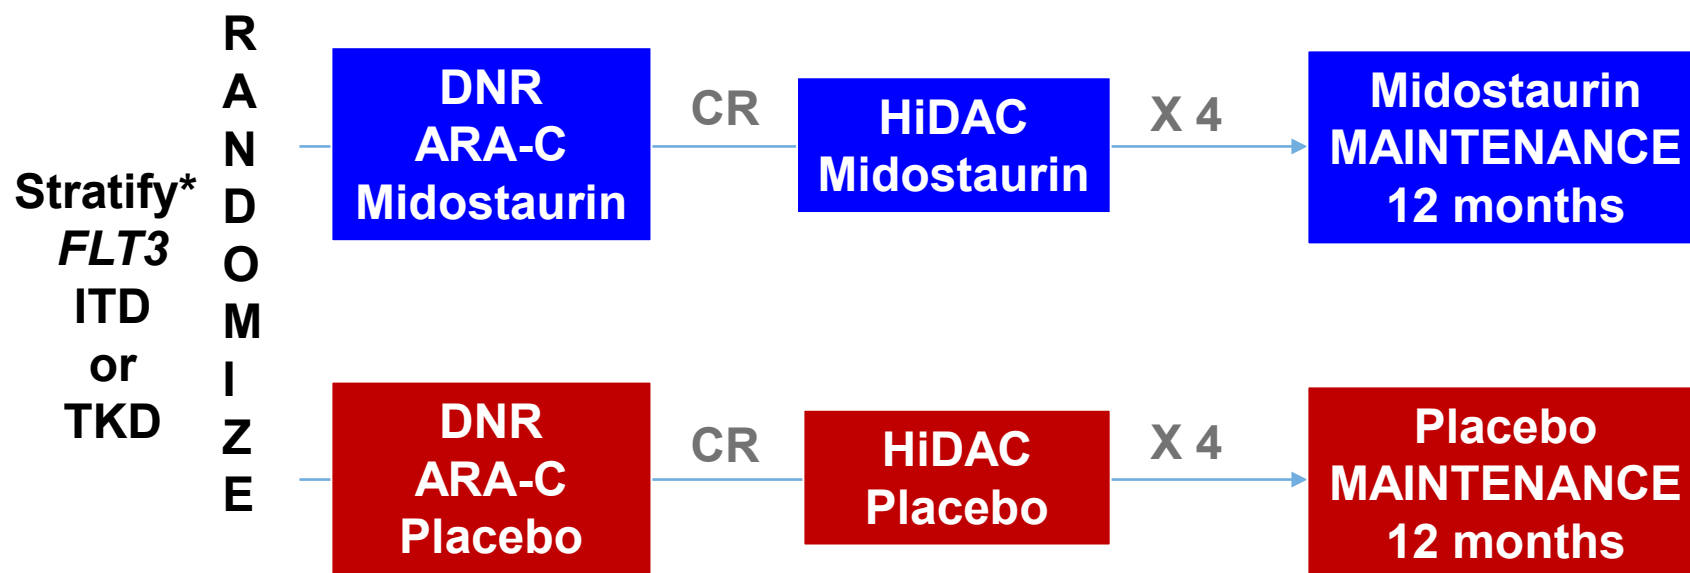 Stratify*
FLT3
ITD
or
TKD
R
A
N
D
O
M
I
Z
E
DNR
ARA-C
Midostaurin
CR
HiDAC
Midostaurin
X 4
Midostaurin
MAINTENANCE
12 months
DNR
ARA-C
Placebo
CR
HiDAC
Placebo
X 4
Placebo
MAINTENANCE
12 months